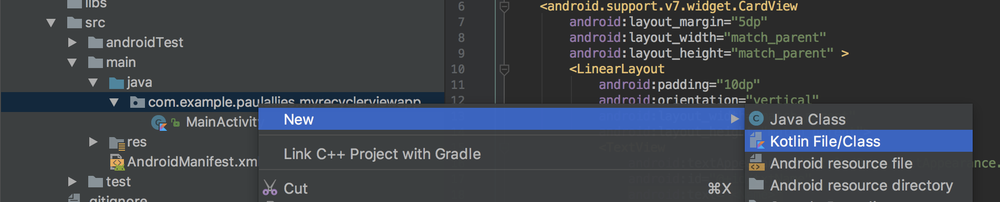 libs
src
androidTest
main
java
com.example.paulallies.myrecyclerviewapp
MainActivity
res
AndroidManifest.xml
test
.gitignore
6 <android.support.v7.widget.CardView
7 android:layout_margin="5dp"
8 android:layout_width="match_parent"
9 android:layout_height="match_parent" >
10 <LinearLayout
11 android:padding="10dp"
12 android:orientation="vertical"
<TextView
New
Link C++ Project with Gradle
Cut ⌘X
Java Class
Kotlin File/Class
Android resource file
Android resource directory